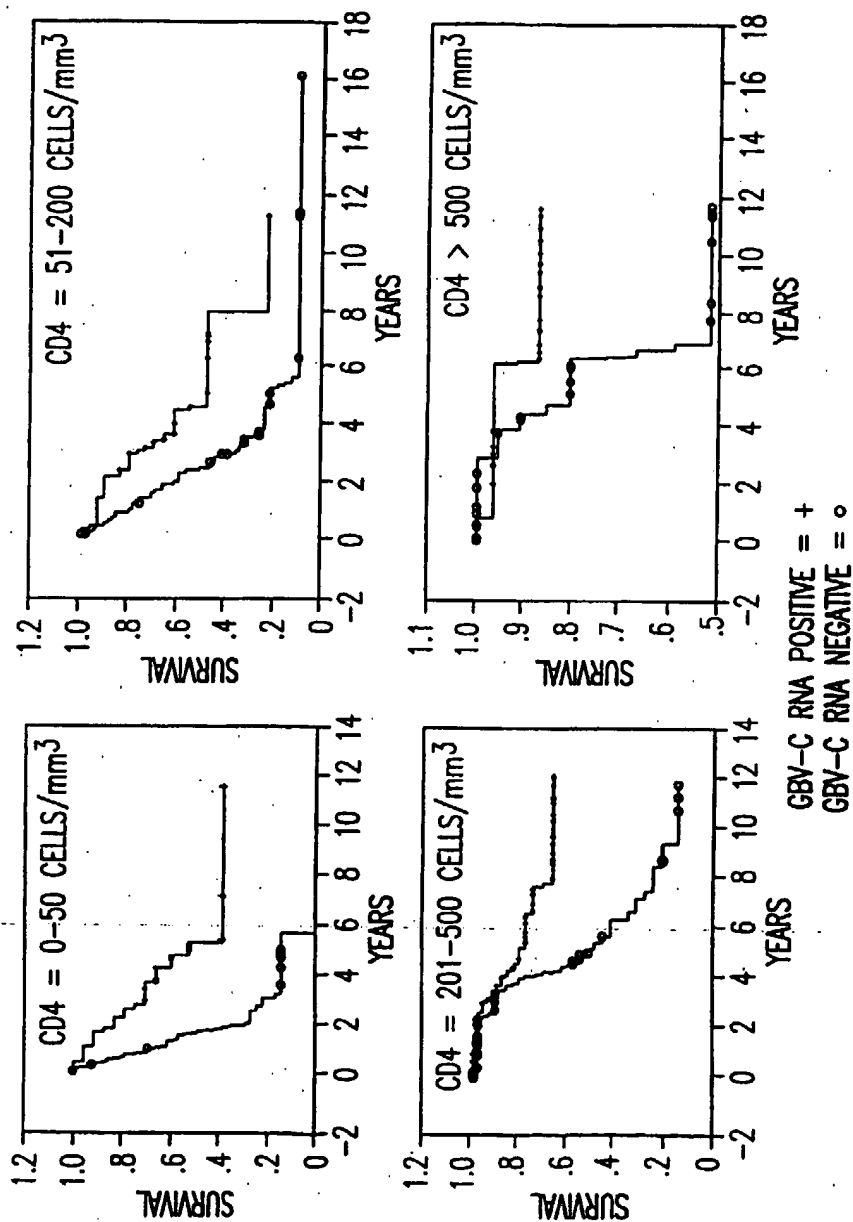 CD4 = 0-50 CELLS/mm3
SURVIVAL
1.2
1.0
.8
.6
.4
.2
0
-2 0 2 4 6 8 10 12 14
YEARS
CD4 = 51-200 CELLS/mm3
SURVIVAL
1.2
1.0
.8
.6
.4
.2
0
-2 0 2 4 6 8 10 12 14 16 18
YEARS
CD4 = 201-500 CELLS/mm3
SURVIVAL
1.2
1.0
.8
.6
.4
.2
0
-2 0 2 4 6 8 10 12 14
YEARS
CD4 > 500 CELLS/mm3
SURVIVAL
1.1
1.0
.9
.8
.7
.6
.5
-2 0 2 4 6 8 10 12 14 16 18
YEARS
GBV-C RNA POSITIVE = +
GBV-C RNA NEGATIVE = o